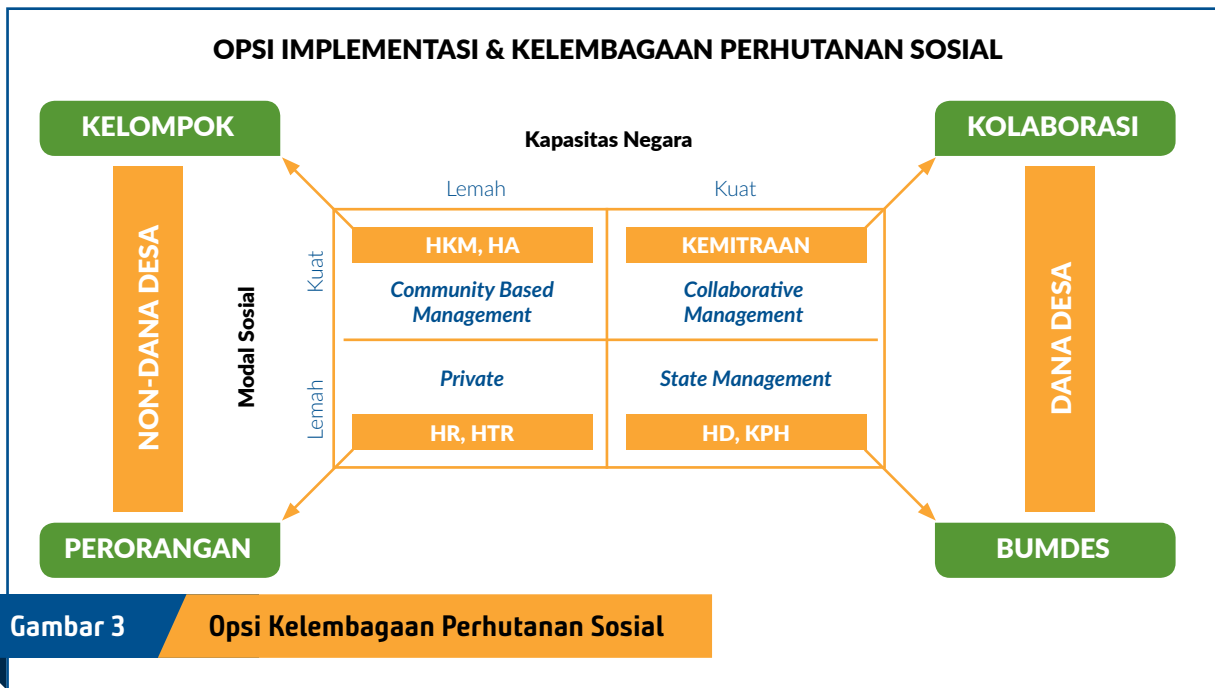 OPSI IMPLEMENTASI & KELEMBAGAAN PERHUTANAN SOSIAL
KELOMPOK
KOLABORASI
Kapasitas Negara
Lemah
Kuat
NON-DANA DESA
Modal Sosial
Kuat
HKM, HA
Community Based
Management
KEMITRAAN
Collaborative
Management
DANA DESA
Lemah
Private
HR, HTR
State Management
HD, KPH
PERORANGAN
BUMDES
Gambar 3
Opsi Kelembagaan Perhutanan Sosial